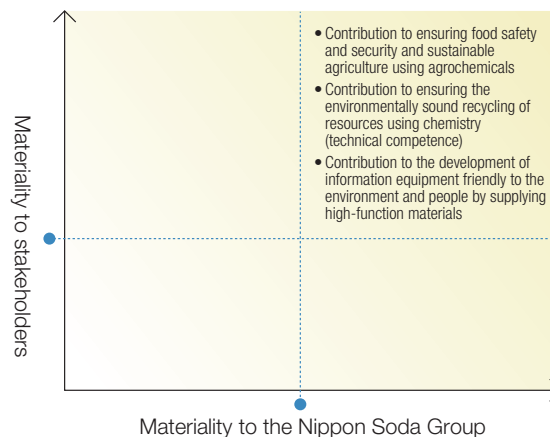 • Contribution to ensuring food safety
and security and sustainable
agriculture using agrochemicals
• Contribution to ensuring the
environmentally sound recycling of
resources using chemistry
(technical competence)
• Contribution to the development of
information equipment friendly to the
environment and people by supplying
high-function materials
Materiality to stakeholders
Materiality to the Nippon Soda Group